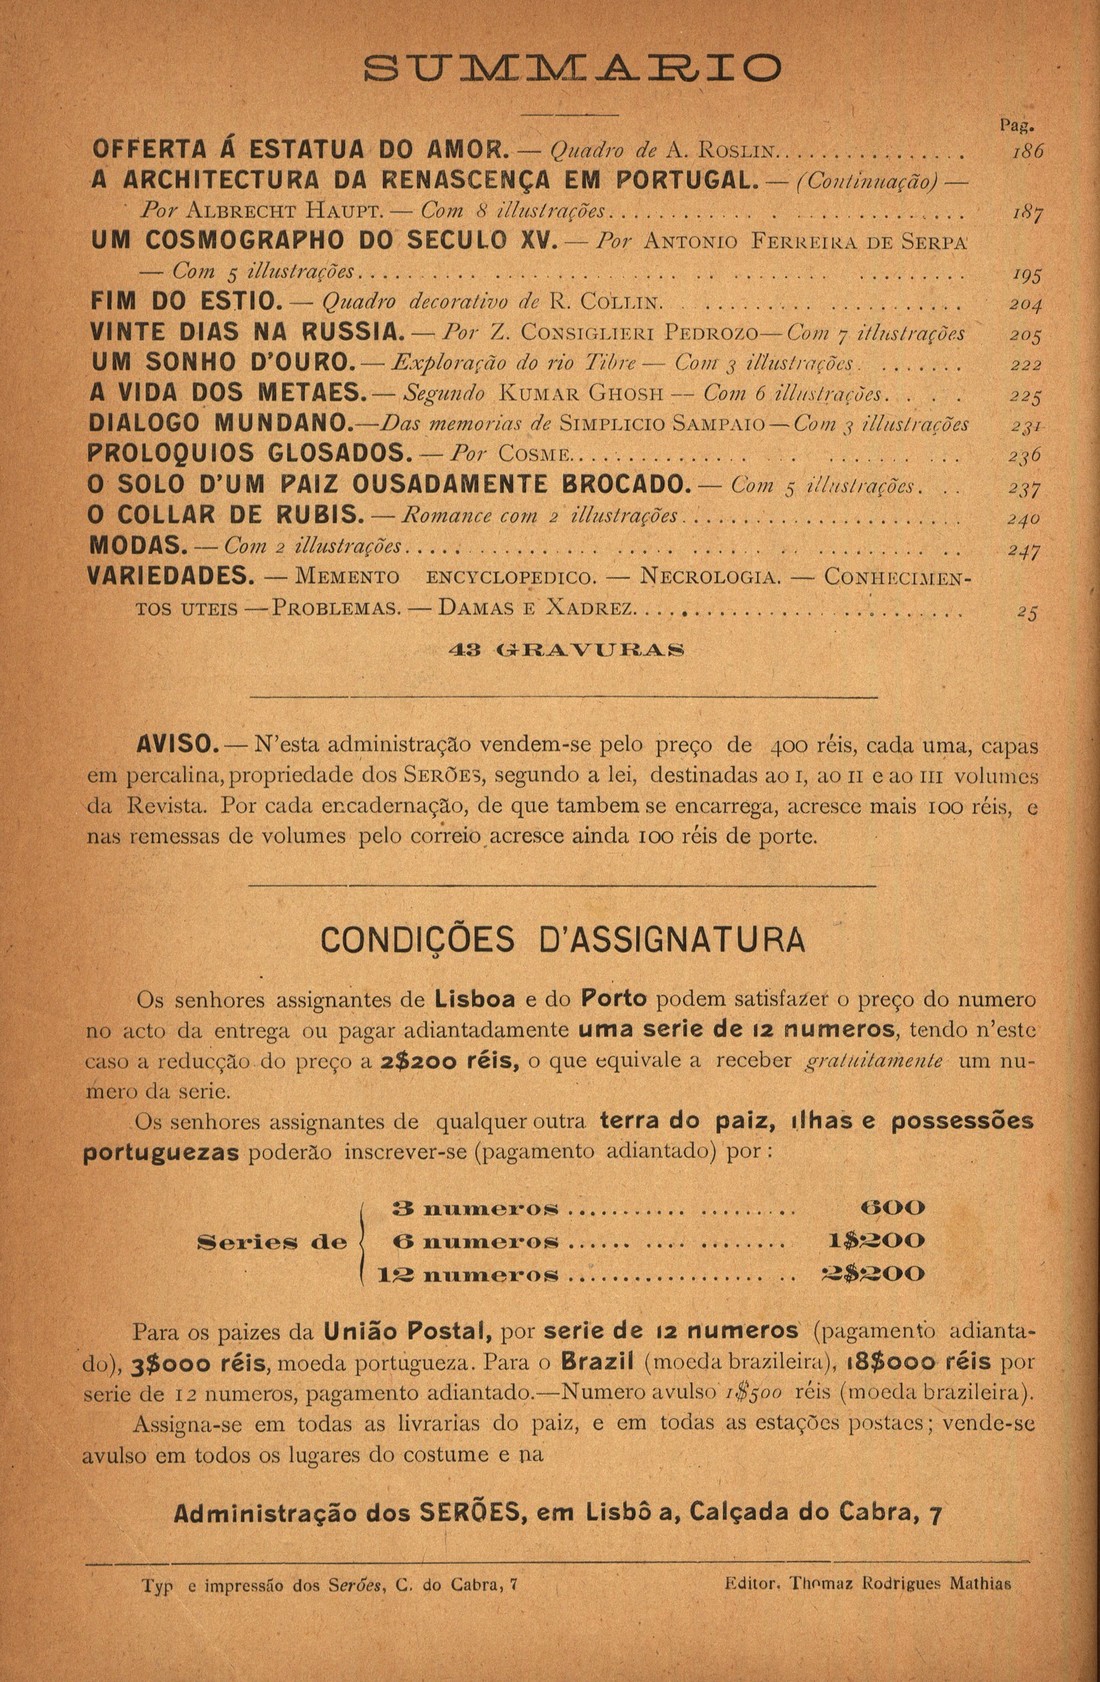 SUMMARIO
Pag.
OFFERTA Á ESTATUA DO AMOR. — Quadro de A. ROSLIN................ 186
A ARCHITECTURA DA RENASCENÇA EM PORTUGAL. — (Continuação) —
Por ALBRECHT HAUPT. — Com 8 illustrações............................ 187
UM COSMOGRAPHO DO SECULO XV. — Por ANTONIO FERREIRA DE SERPA
— Com 5 illustrações............................................ 195
FIM DO ESTIO. — Quadro decorativo de R. COLLIN. .................. 204
VINTE DIAS NA RUSSIA. — Por Z. CONSIGLIERI PEDROZO — Com 7 illustrações 205
UM SONHO D'OURO. — Exploração do rio Tibre — Com 3 illustrações. ....... 222
A VIDA DOS METAES. — Segundo KUMAR GHOSH — Com 6 illustrações. . . . 225
DIALOGO MUNDANO.—Das memorias de SIMPLICIO SAMPAIO — Com 3 illustrações 231
PROLOQUIOS GLOSADOS. — Por COSME............................ 236
O SOLO D'UM PAIZ OUSADAMENTE BROCADO. — Com 5 illustrações. . . 237
O COLLAR DE RUBIS. — Romance com 2 illustrações...................... 240
MODAS. — Com 2 illustrações........................................ 247
VARIEDADES. — MEMENTO ENCYCLOPEDICO. — NECROLOGIA. — CONHECIMEN-
TOS UTEIS — PROBLEMAS. — DAMAS E XADREZ......................... 25
43 GRAVURAS
AVISO. — N'esta administração vendem-se pelo preço de 400 réis, cada uma, capas
em percalina, propriedade dos SERÕES, segundo a lei, destinadas ao I, ao II e ao III volumes
da Revista. Por cada encadernação, de que tambem se encarrega, acresce mais 100 réis, e
nas remessas de volumes pelo correio acresce ainda 100 réis de porte.
CONDIÇÕES D'ASSIGNATURA
Os senhores assignantes de Lisboa e do Porto podem satisfazer o preço do numero
no acto da entrega ou pagar adiantadamente uma serie de 12 numeros, tendo n'este
caso a reducção do preço a 2$200 réis, o que equivale a receber gratuitamente um nu-
mero da serie.
Os senhores assignantes de qualquer outra terra do paiz, ilhas e possessões
portuguezas poderão inscrever-se (pagamento adiantado) por :
3 numeros ..................... 600
Series de { 6 numeros ..................... 1$200
12 numeros ..................... 2$200
Para os paizes da União Postal, por serie de 12 numeros (pagamento adianta-
do), 3$000 réis, moeda portugueza. Para o Brazil (moeda brazileira), 18$000 réis por
serie de 12 numeros, pagamento adiantado.—Numero avulso 1$500 réis (moeda brazileira).
Assigna-se em todas as livrarias do paiz, e em todas as estações postaes; vende-se
avulso em todos os lugares do costume e na
Administração dos SERÕES, em Lisbôa, Calçada do Cabra, 7
Typ e impressão dos Serões, C. do Cabra, 7
Editor, Thomaz Rodrigues Mathias